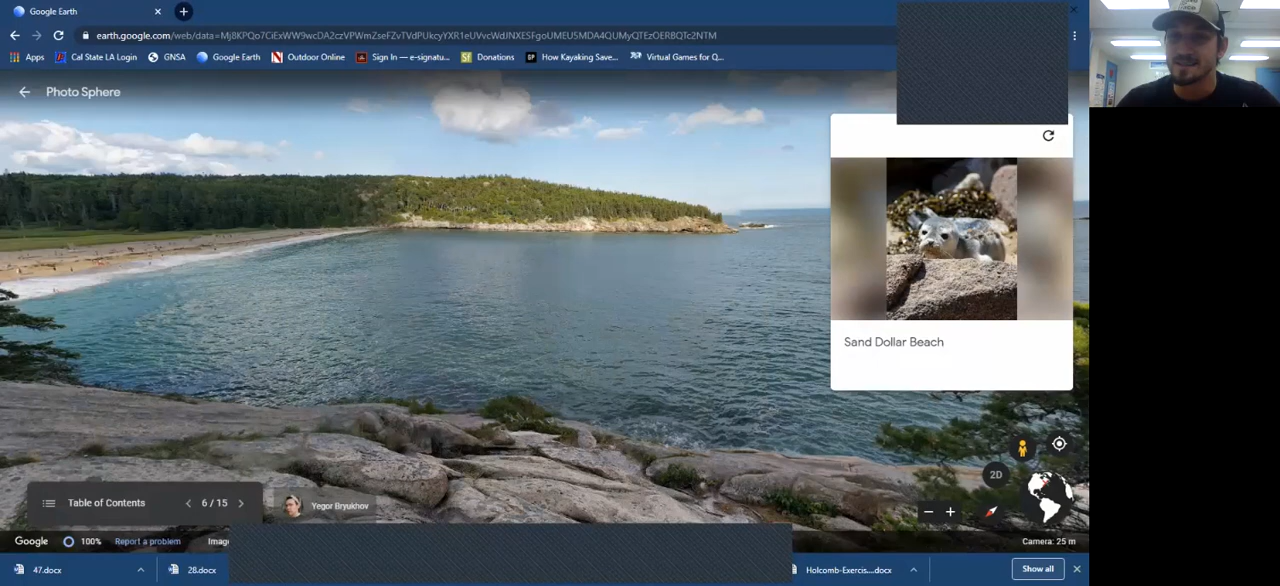 Google Earth
earth.google.com/web/data=
Apps
Cal State LA Login
GNSA
Google Earth
Outdoor Online
Sign In — e-signatu...
Donations
How Kayaking Save...
Virtual Games for Q...
Photo Sphere
Sand Dollar Beach
Table of Contents
6 / 15
Yegor Bryukhov
2D
Google
100%
Report a problem
Camera: 25 m
47.docx
28.docx
Holcomb-Exercis....docx
Show all